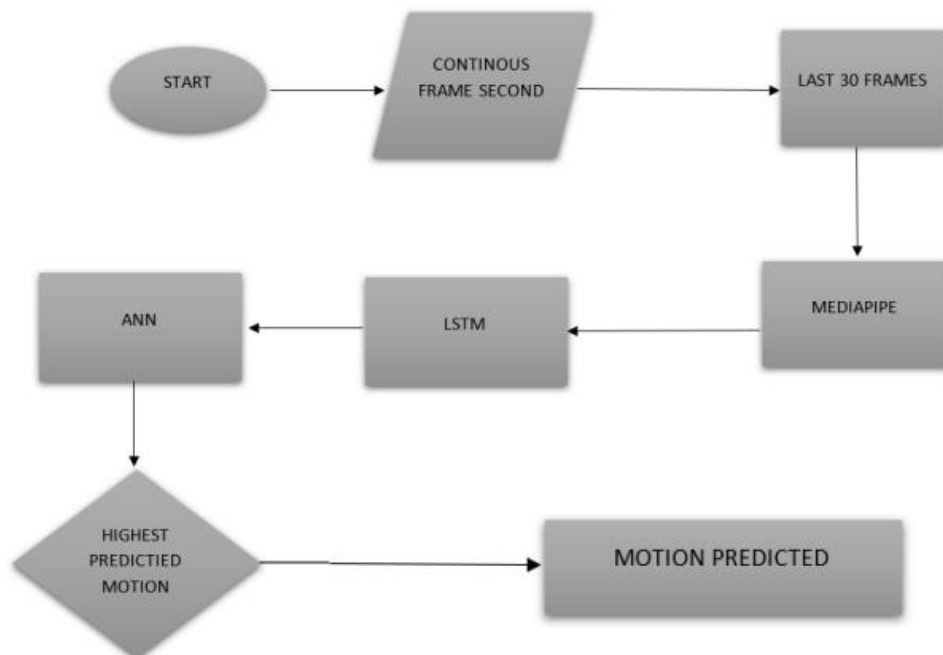 START
CONTINOUS
FRAME SECOND
LAST 30 FRAMES
MEDIAPIPE
LSTM
ANN
HIGHEST
PREDICTIED
MOTION
MOTION PREDICTED